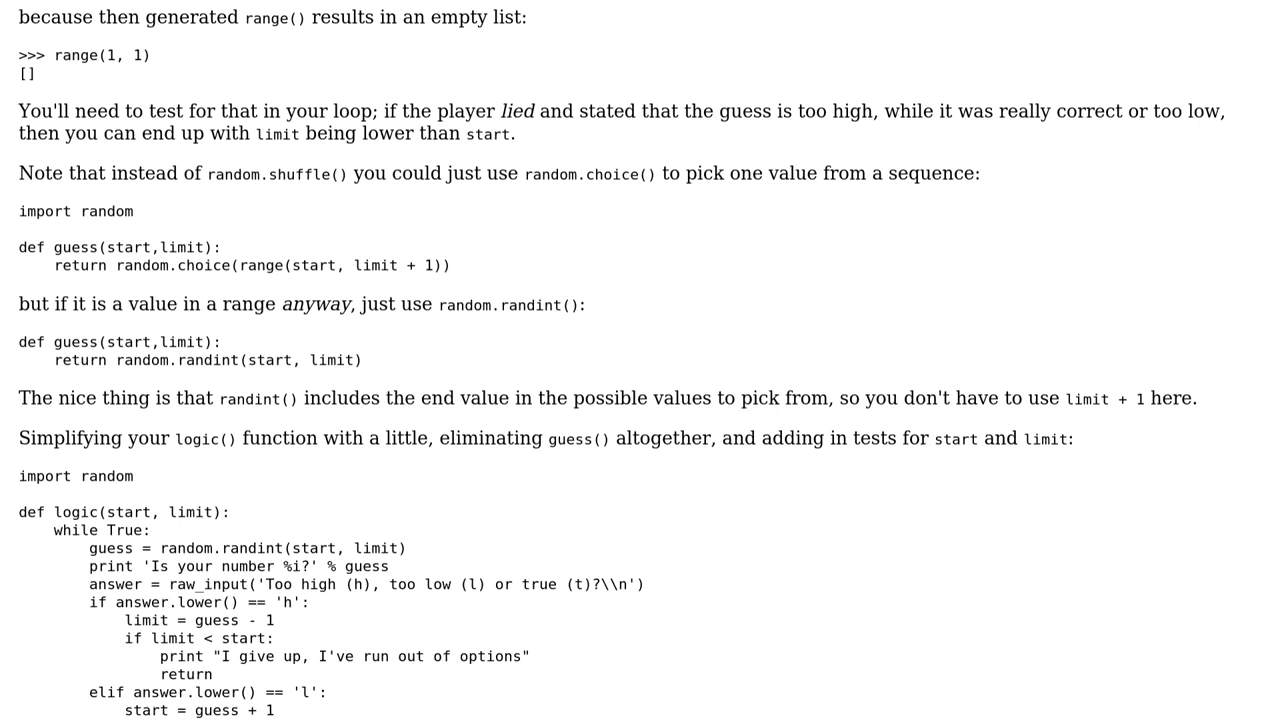 because then generated range() results in an empty list:
>>> range(1, 1)
[]
You'll need to test for that in your loop; if the player lied and stated that the guess is too high, while it was really correct or too low,
then you can end up with limit being lower than start.
Note that instead of random.shuffle() you could just use random.choice() to pick one value from a sequence:
import random
def guess(start,limit):
    return random.choice(range(start, limit + 1))
but if it is a value in a range anyway, just use random.randint():
def guess(start,limit):
    return random.randint(start, limit)
The nice thing is that randint() includes the end value in the possible values to pick from, so you don't have to use limit + 1 here.
Simplifying your logic() function with a little, eliminating guess() altogether, and adding in tests for start and limit:
import random
def logic(start, limit):
    while True:
        guess = random.randint(start, limit)
        print 'Is your number %i?' % guess
        answer = raw_input('Too high (h), too low (l) or true (t)?\\n')
        if answer.lower() == 'h':
            limit = guess - 1
            if limit < start:
                print "I give up, I've run out of options"
                return
        elif answer.lower() == 'l':
            start = guess + 1